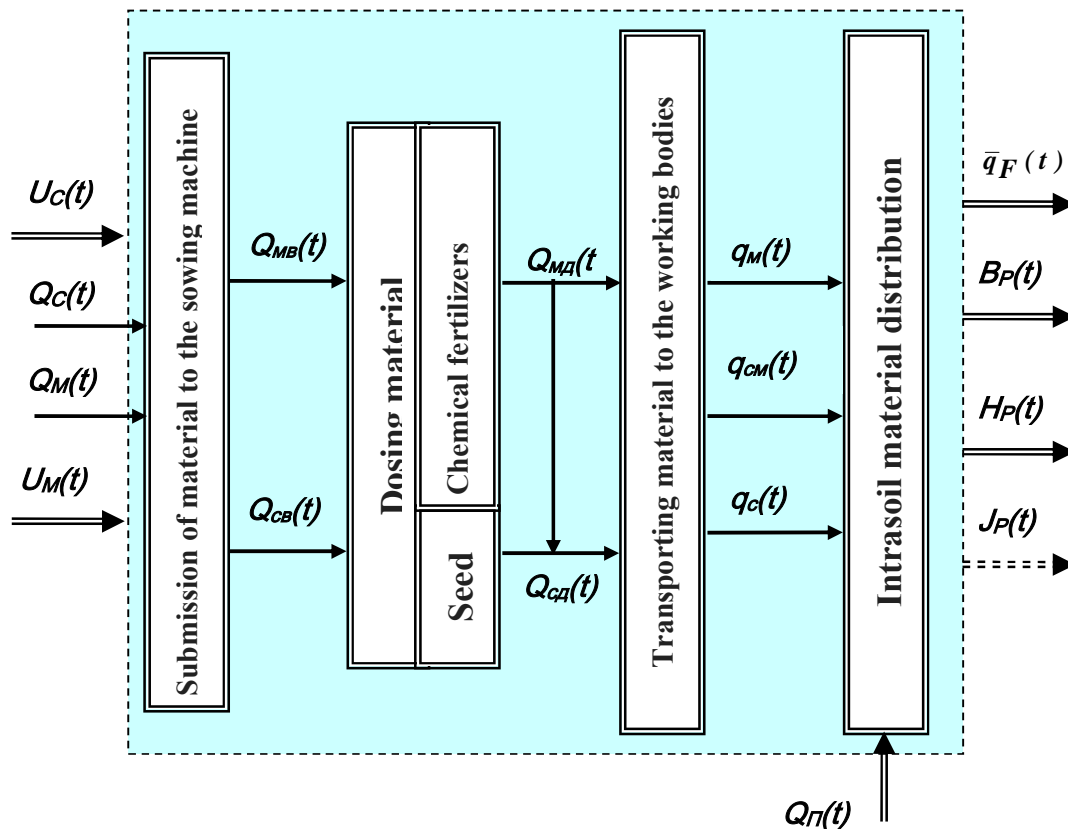 U_C(t)
Q_C(t)
Q_M(t)
U_M(t)
Submission of material to the sowing machine
Q_МВ(t)
Q_СВ(t)
Dosing material
Chemical fertilizers
Seed
Q_МД(t
Q_СД(t)
Transporting material to the working bodies
q_М(t)
q_СМ(t)
q_С(t)
Intrasoil material distribution
q̅_F(t)
B_P(t)
H_P(t)
J_P(t)
Q_П(t)